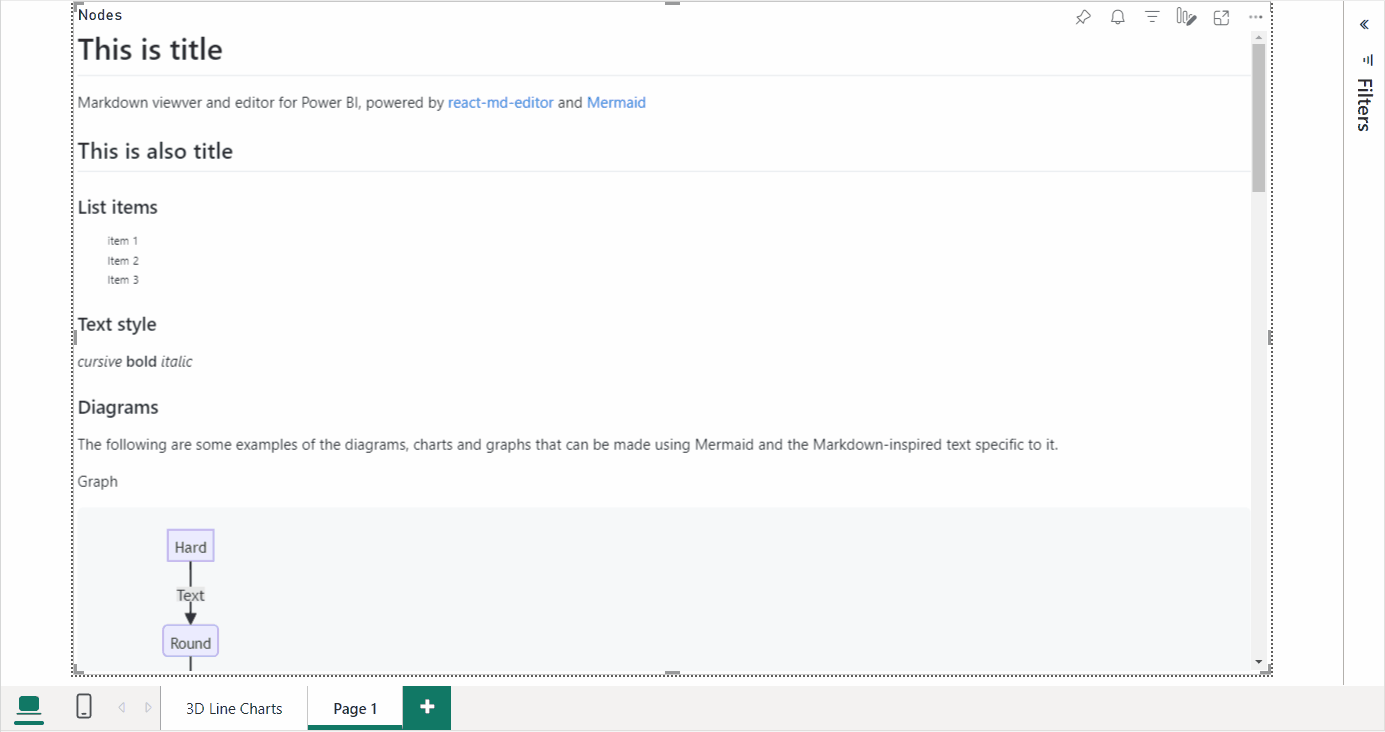 Nodes
This is title
Markdown viewver and editor for Power BI, powered by react-md-editor and Mermaid
This is also title
List items
Item 1
Item 2
Item 3
Text style
cursive bold italic
Diagrams
The following are some examples of the diagrams, charts and graphs that can be made using Mermaid and the Markdown-inspired text specific to it.
Graph
Hard
Text
Round
Filters
3D Line Charts
Page 1